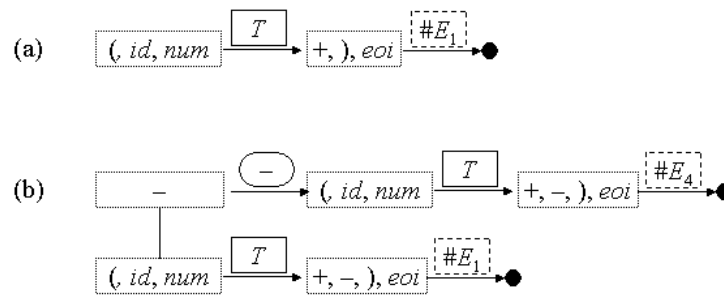 T #E1
(a) (, id, num +, ), eoi
– T #E4
(b) – (, id, num +, –, ), eoi
T #E1
(, id, num +, –, ), eoi